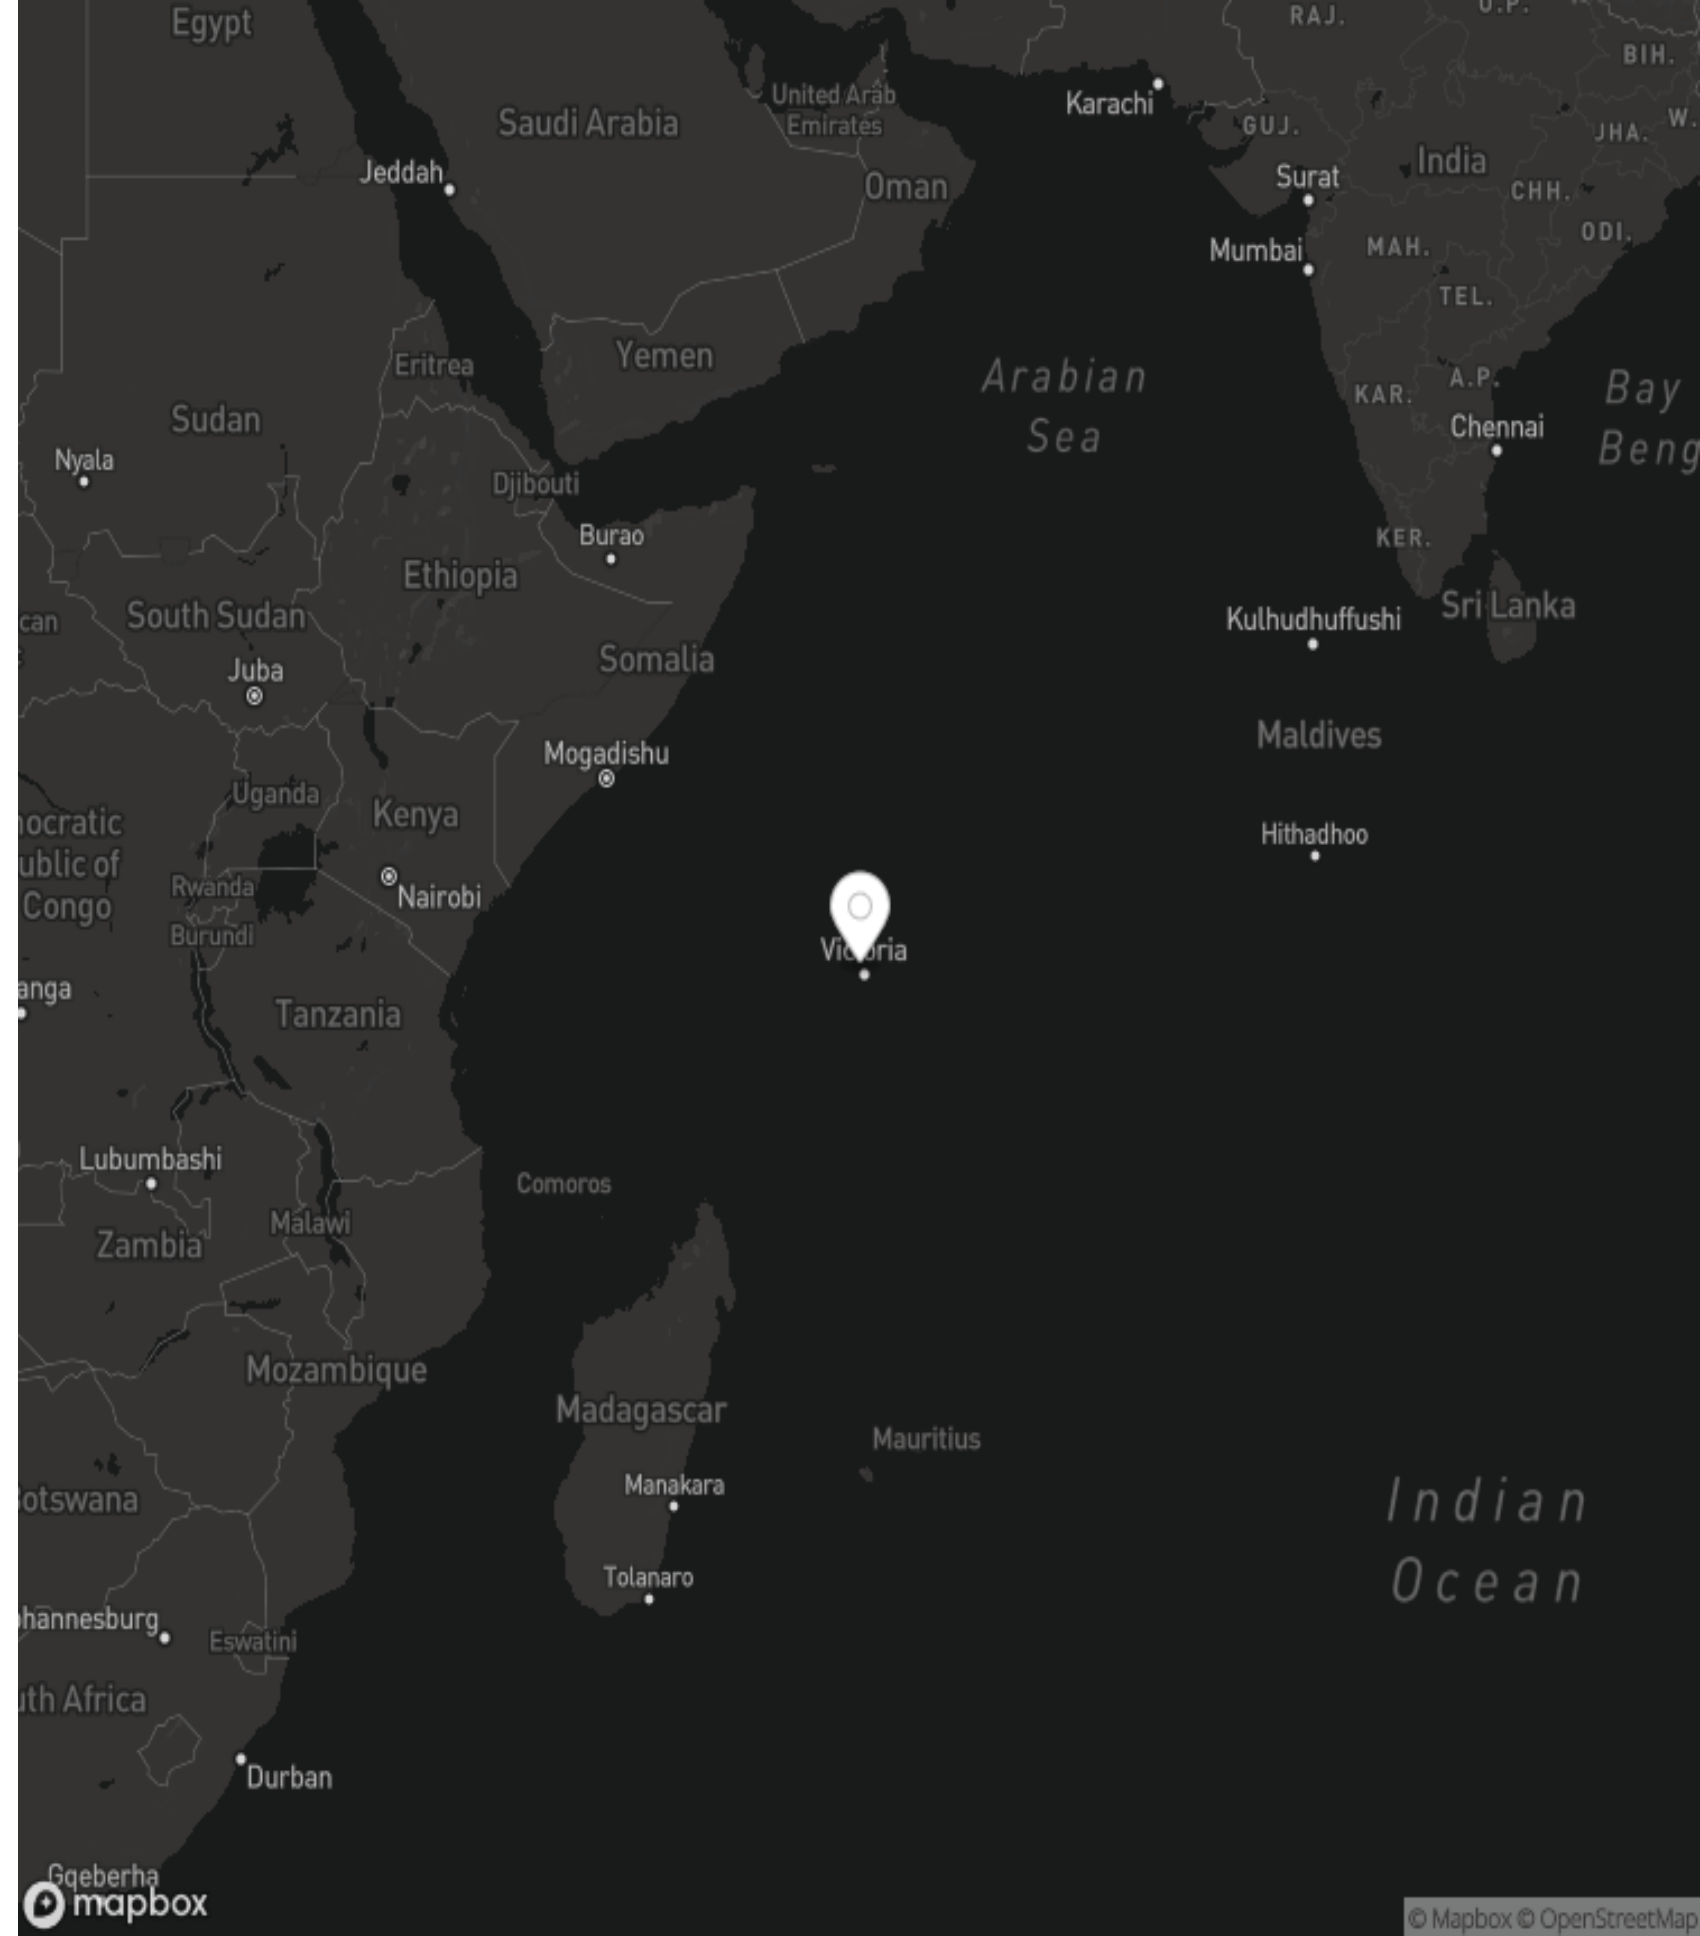 Egypt
RAJ.
U.P.
BIH.
United Arab
Emirates
Karachi
Saudi Arabia
GUJ.
W.
JHA.
India
Jeddah
Surat
Oman
CHH.
ODI.
Mumbai
MAH.
TEL.
Yemen
Eritrea
Arabian
Sea
A.P.
KAR.
Bay
Beng
Sudan
Chennai
Nyala
Djibouti
Burao
KER.
Ethiopia
Sri Lanka
South Sudan
can
Kulhudhuffushi
Somalia
Juba
Maldives
Mogadishu
Uganda
Kenya
ocratic
ublic of
Congo
Hithadhoo
Rwanda
Nairobi
Burundi
Victoria
anga
Tanzania
Lubumbashi
Comoros
Malawi
Zambia
Mozambique
Madagascar
Mauritius
Manakara
otswana
Indian
Ocean
Tolanaro
hannesburg
Eswatini
uth Africa
Durban
Gqeberha
mapbox
© Mapbox © OpenStreetMap